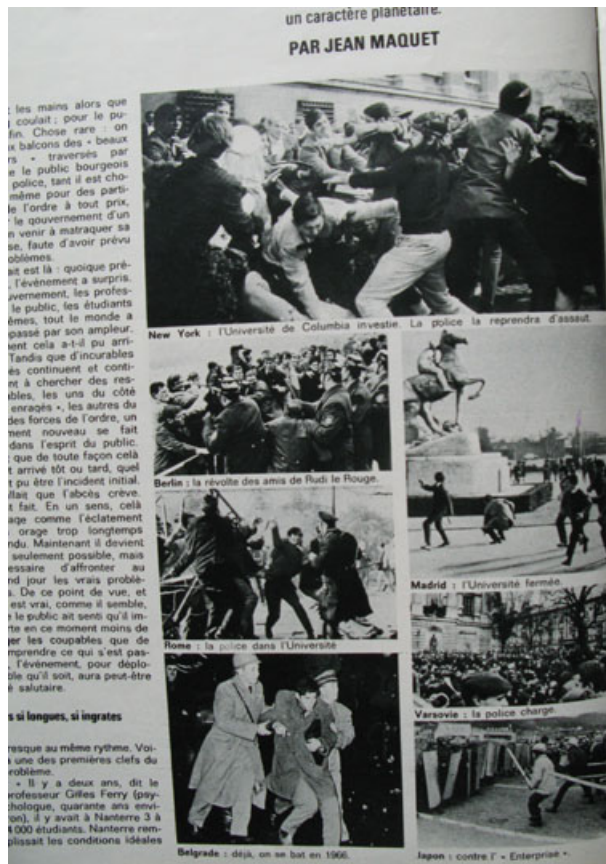 un caractère planétaire.
PAR JEAN MAQUET
les mains alors que
coulait ; pour le pu-
fin. Chose rare : on
x balcons des « beaux
rs » traversés par
e le public bourgeois
police, tant il est cho-
même pour des parti-
e l'ordre à tout prix,
le gouvernement d'un
n venir à matraquer sa
se, faute d'avoir prévu
oblèmes.
ait est là : quoique pré-
l'événement a surpris.
uvernement, les profes-
le public, les étudiants
êmes, tout le monde a
passé par son ampleur.
ent cela a-t-il pu arri-
Tandis que d'incurables
és continuent et conti-
nt à chercher des res-
ables, les uns du côté
enragés », les autres du
des forces de l'ordre, un
ment nouveau se fait
dans l'esprit du public.
que de toute façon celà
t arrivé tôt ou tard, quel
t pu être l'incident initial.
llait que l'abcès crève.
t fait. En un sens, celà
age comme l'éclatement
orage trop longtemps
ndu. Maintenant il devient
seulement possible, mais
essaire d'affronter au
nd jour les vrais problè-
s. De ce point de vue, et
est vrai, comme il semble,
e le public ait senti qu'il im-
rte en ce moment moins de
ger les coupables que de
mprendre ce qui s'est pas-
l'événement, pour déplo-
ble qu'il soit, aura peut-être
é salutaire.
s si longues, si ingrates
resque au même rythme. Voi-
a une des premières clefs du
roblème.
« Il y a deux ans, dit le
rofesseur Gilles Ferry (psy-
chologue, quarante ans envi-
ron), il y avait à Nanterre 3 à
4 000 étudiants. Nanterre rem-
plissait les conditions idéales
New York : l'Université de Columbia investie. La police la reprendra d'assaut.
Berlin : la révolte des amis de Rudi le Rouge.
Rome : la police dans l'Université
Belgrade : déjà, on se bat en 1966.
Madrid : l'Université fermée.
Varsovie : la police charge.
Japon : contre l' « Enterprise ».